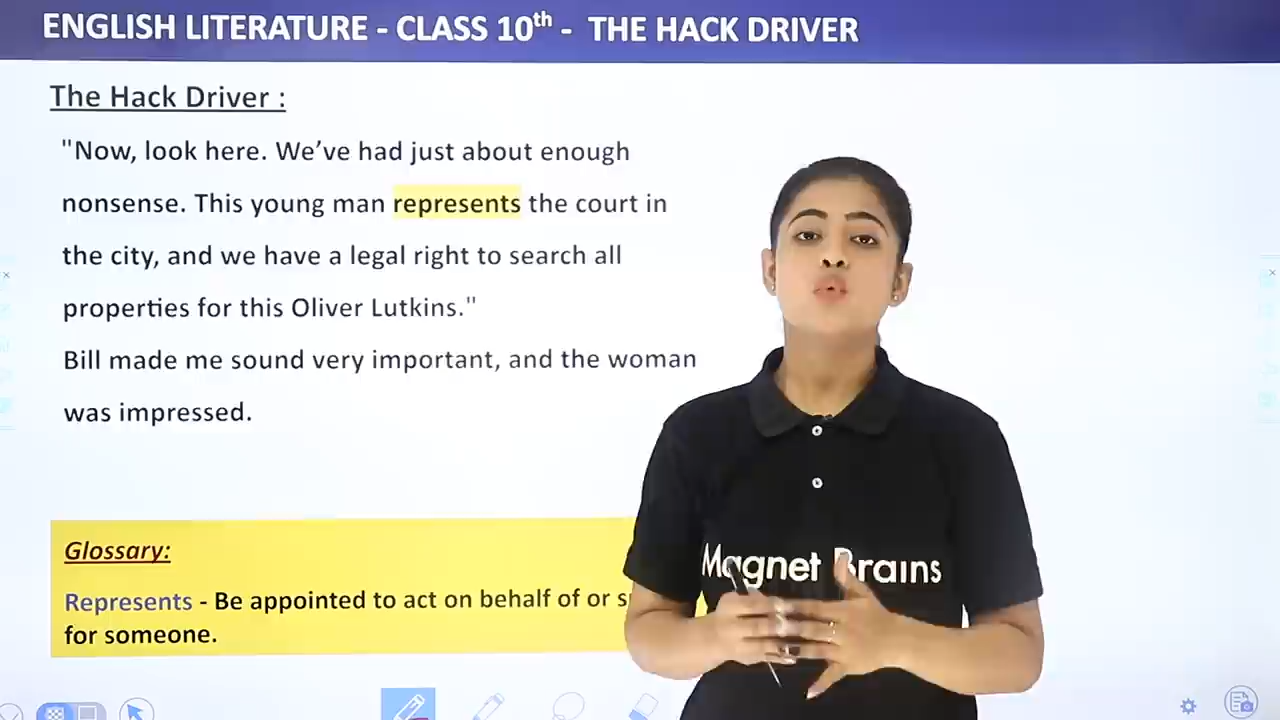 ENGLISH LITERATURE - CLASS 10th - THE HACK DRIVER
The Hack Driver :
"Now, look here. We’ve had just about enough
nonsense. This young man represents the court in
the city, and we have a legal right to search all
properties for this Oliver Lutkins."
Bill made me sound very important, and the woman
was impressed.
Glossary:
Represents - Be appointed to act on behalf of or
for someone.
Magnet Brains